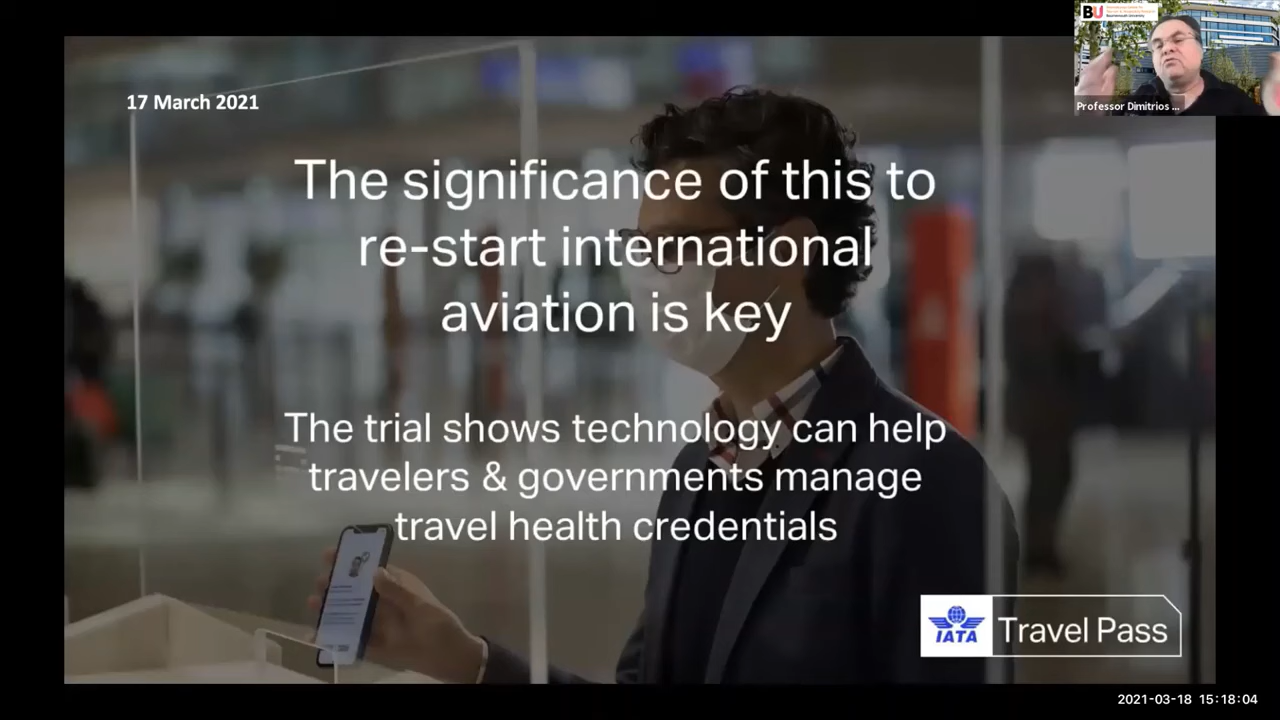 BU
Bournemouth University
Professor Dimitrios ...
17 March 2021
The significance of this to
re-start international
aviation is key
The trial shows technology can help
travelers & governments manage
travel health credentials
IATA
Travel Pass
2021-03-18 15:18:04